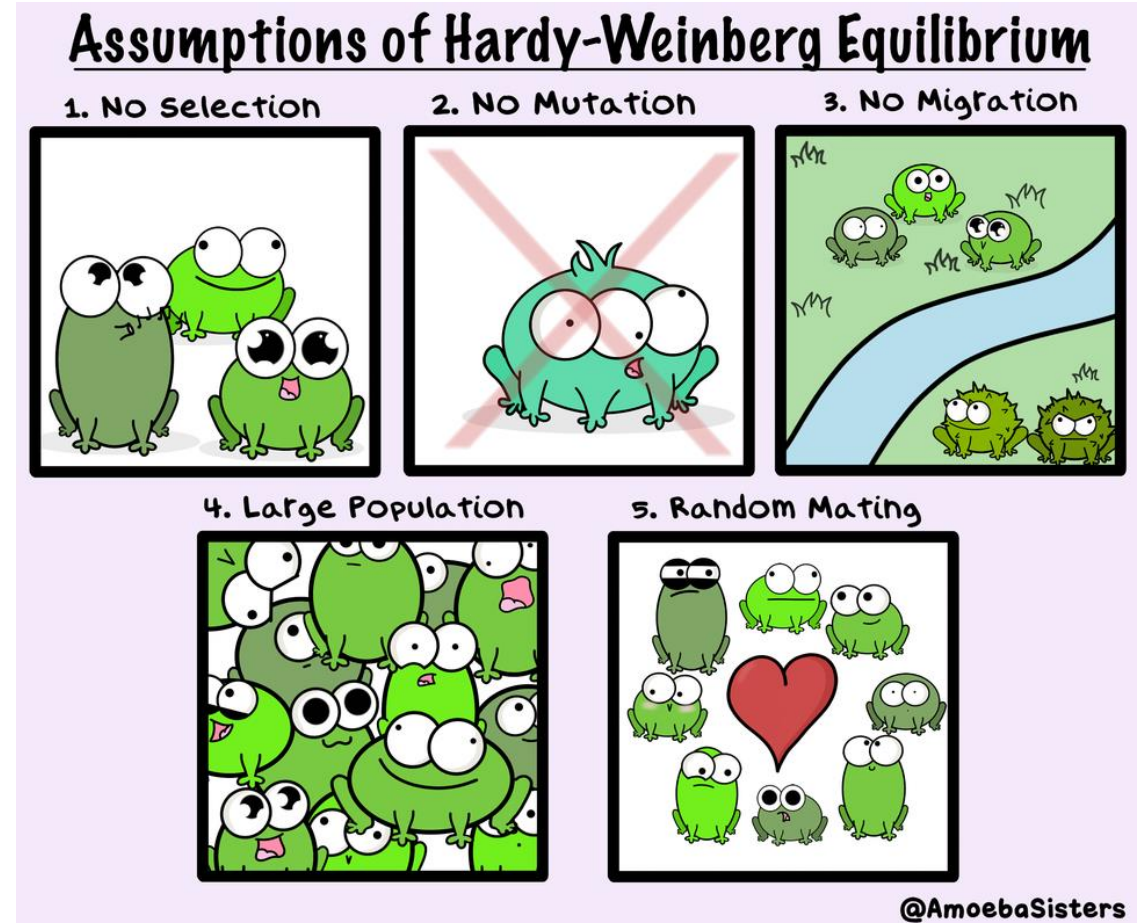 Assumptions of Hardy-Weinberg Equilibrium
1. No Selection
2. No Mutation
3. No Migration
4. Large Population
5. Random Mating
@AmoebaSisters